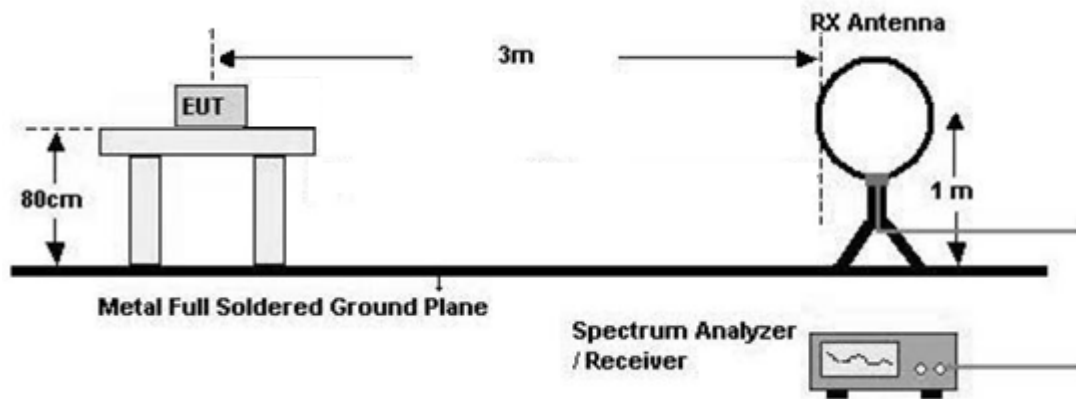 RX Antenna
3m
EUT
80cm
1 m
Metal Full Soldered Ground Plane
Spectrum Analyzer
/ Receiver